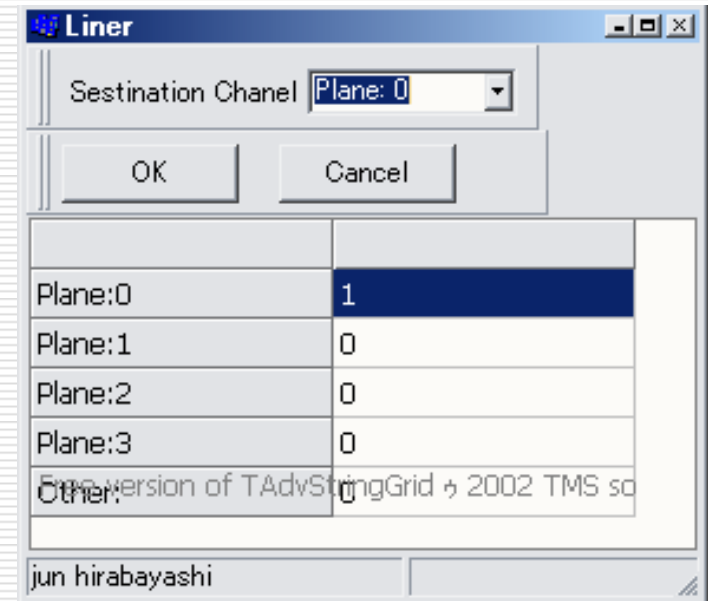 Liner
Sestination Chanel Plane: 0
OK Cancel
Plane:0 1
Plane:1 0
Plane:2 0
Plane:3 0
Other: 0
Free version of TAdvStringGrid ｩ 2002 TMS so
jun hirabayashi